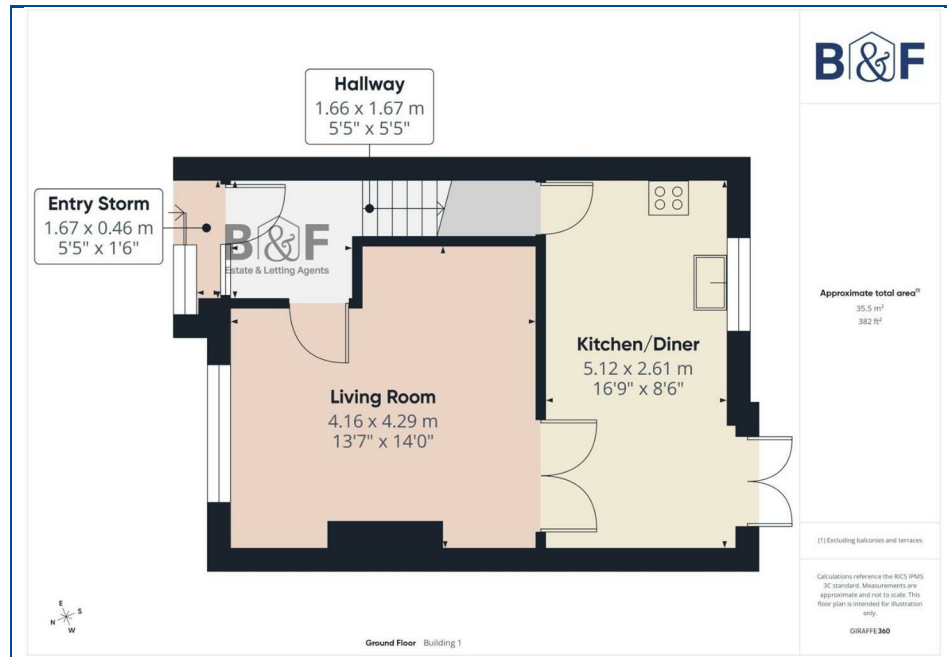 B&F
Hallway
1.66 x 1.67 m
5'5" x 5'5"
Entry Storm
1.67 x 0.46 m
5'5" x 1'6"
B&F
Estate & Letting Agents
Kitchen/Diner
5.12 x 2.61 m
16'9" x 8'6"
Living Room
4.16 x 4.29 m
13'7" x 14'0"
Approximate total area(1)
35.5 m²
382 ft²
(1) Excluding balconies and terraces
Calculations reference the RICS IPMS
3C standard. Measurements are
approximate and not to scale. This
floor plan is intended for illustration
only.
GIRAFFE360
E
S
N
W
Ground Floor Building 1